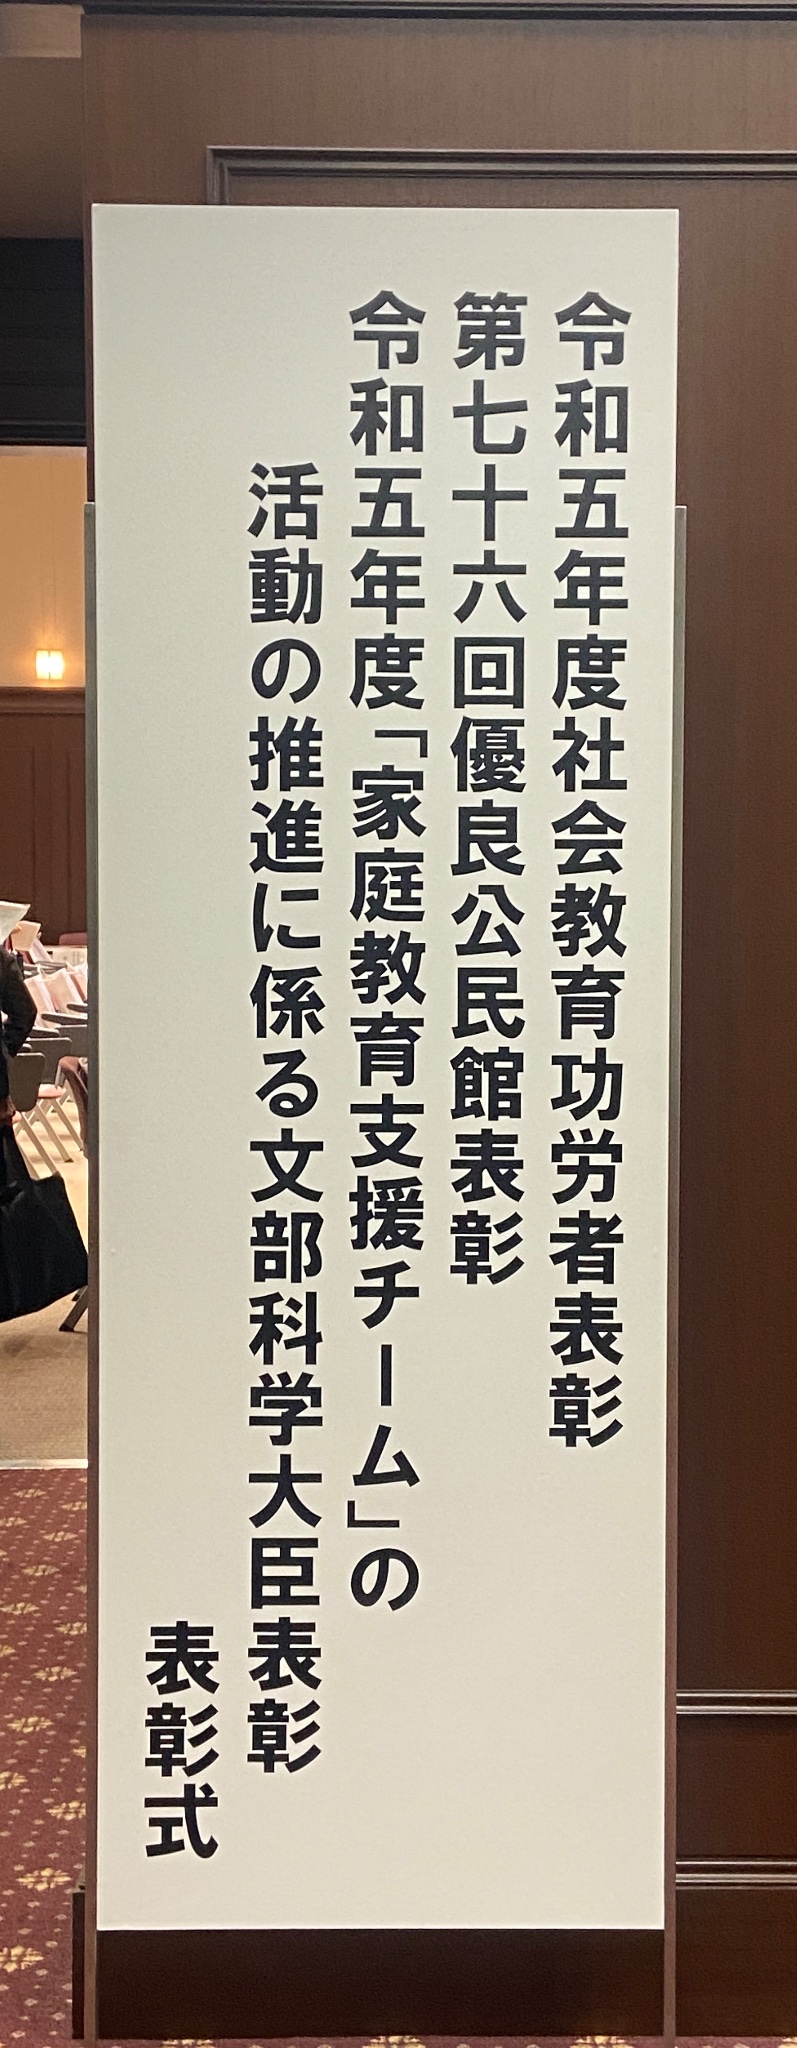 令和五年度社会教育功労者表彰
第七十六回優良公民館表彰
令和五年度「家庭教育支援チーム」の
活動の推進に係る文部科学大臣表彰
表彰式